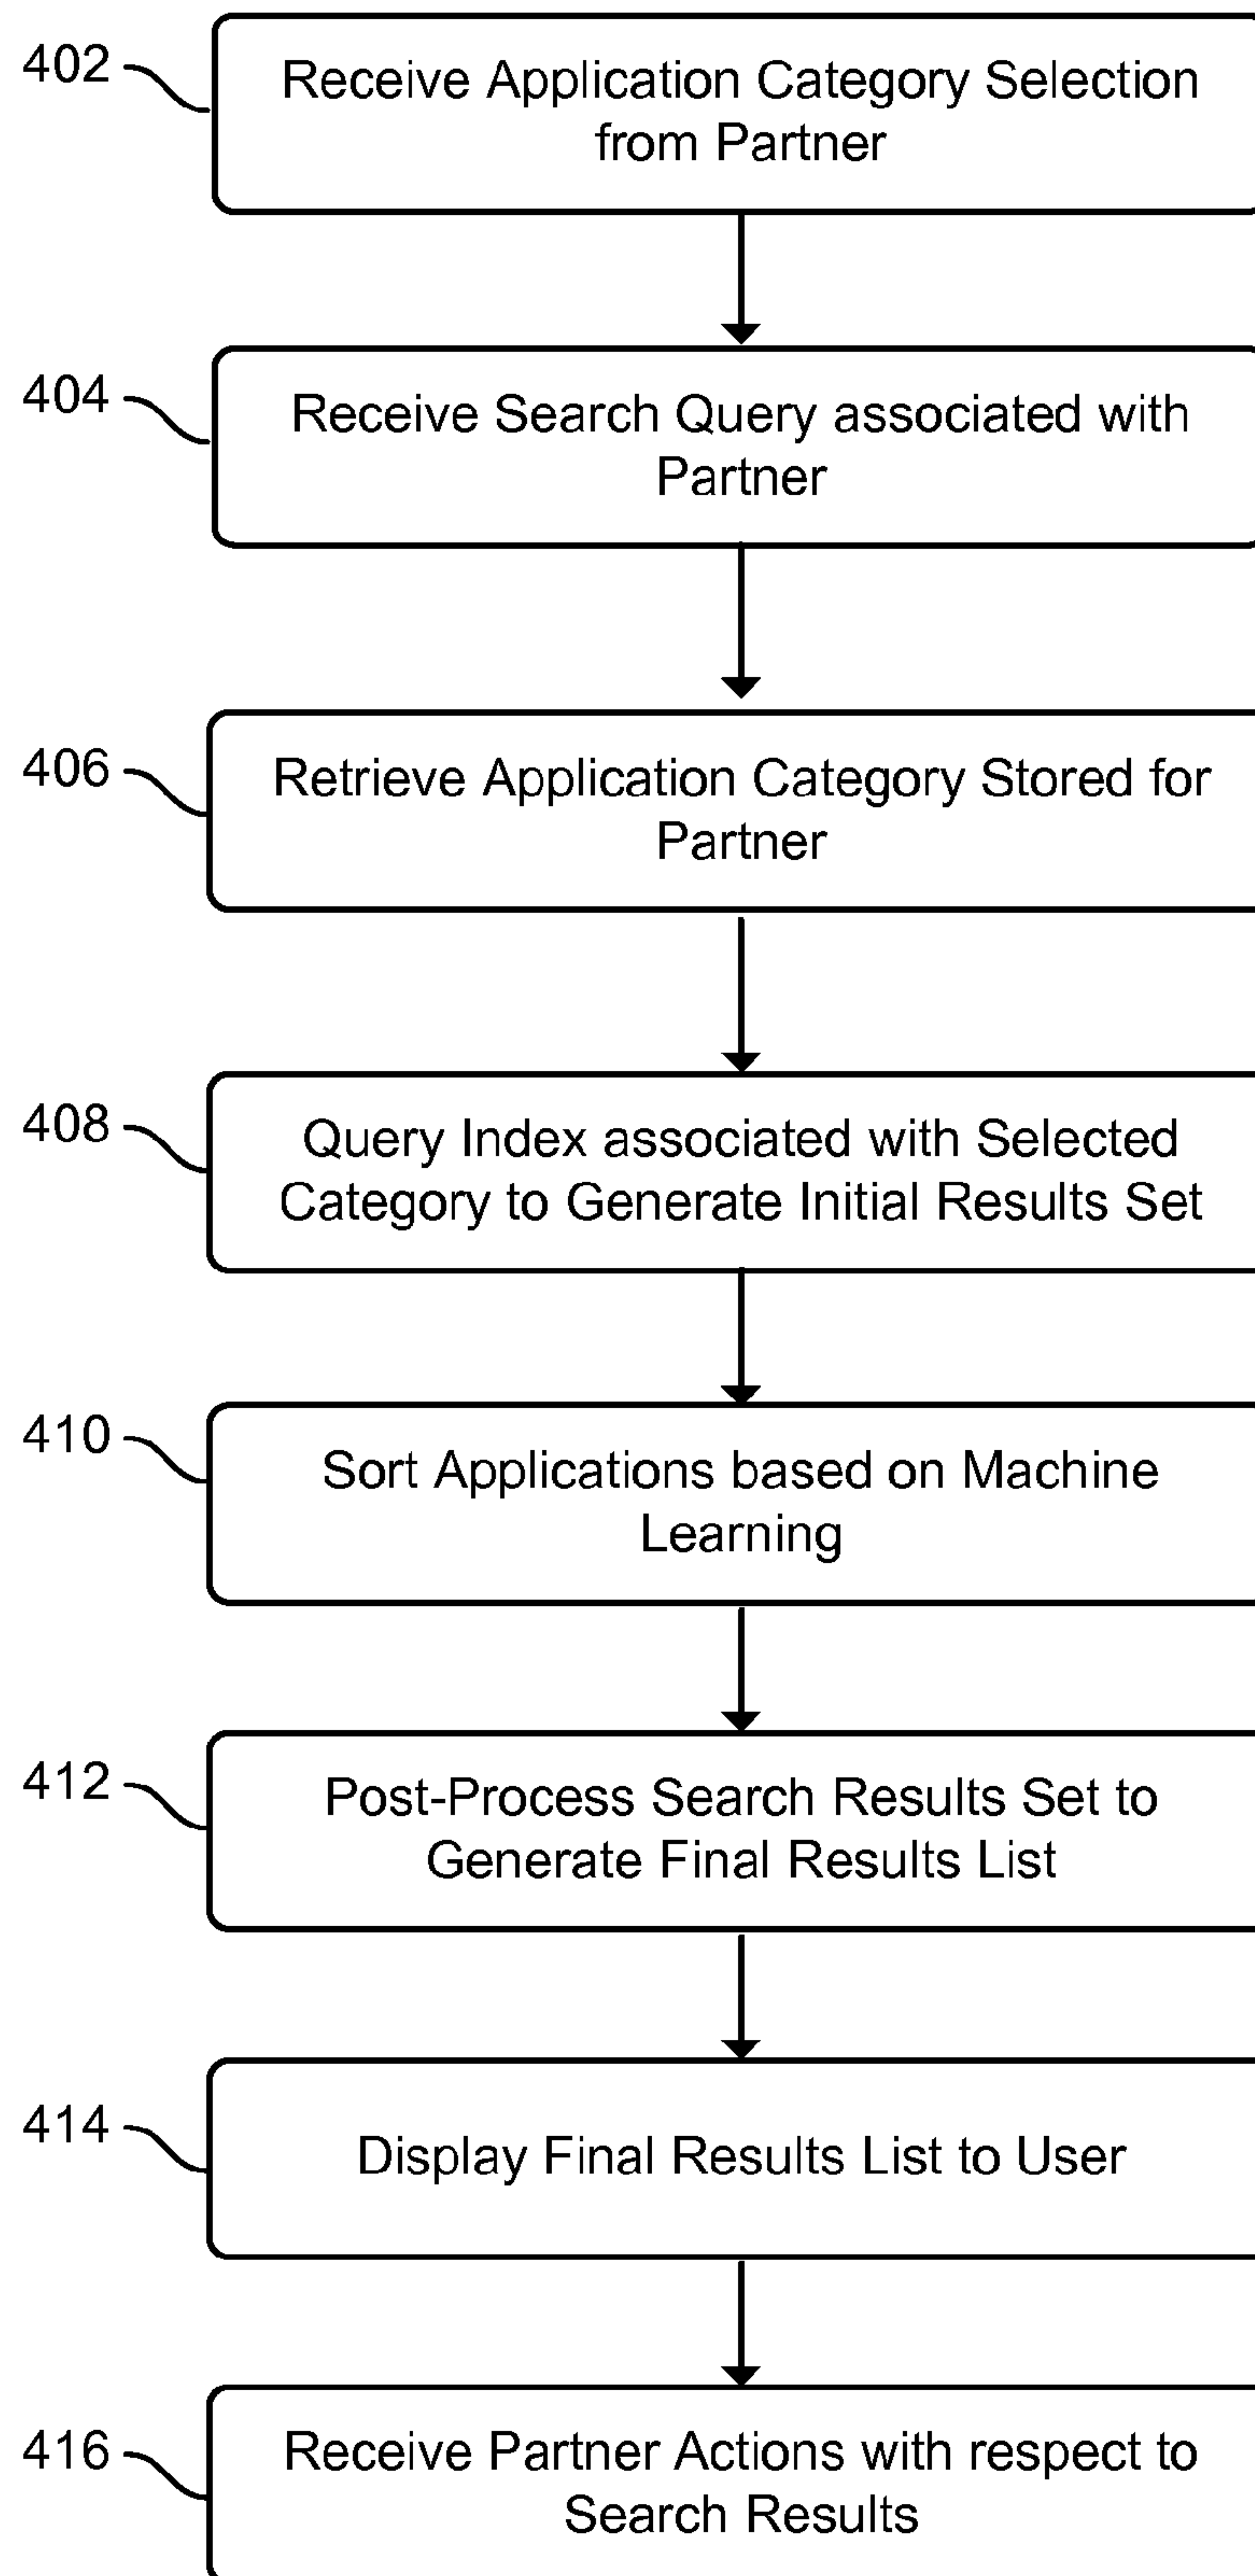 402
Receive Application Category Selection
from Partner
404
Receive Search Query associated with
Partner
406
Retrieve Application Category Stored for
Partner
408
Query Index associated with Selected
Category to Generate Initial Results Set
410
Sort Applications based on Machine
Learning
412
Post-Process Search Results Set to
Generate Final Results List
414
Display Final Results List to User
416
Receive Partner Actions with respect to
Search Results